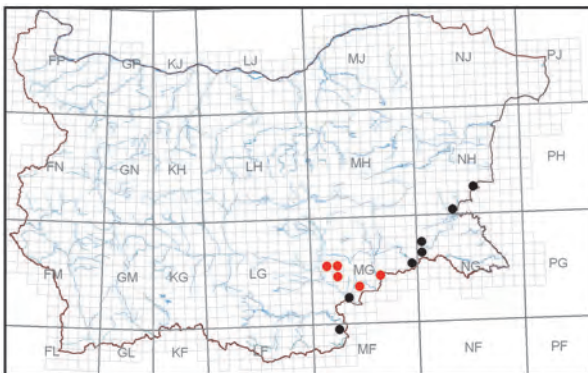 FP GP KJ LJ MJ NJ PJ
FN GN KH LH MH NH PH
FM GM KG LG MG NG PG
FL GL KF LF MF NF PF